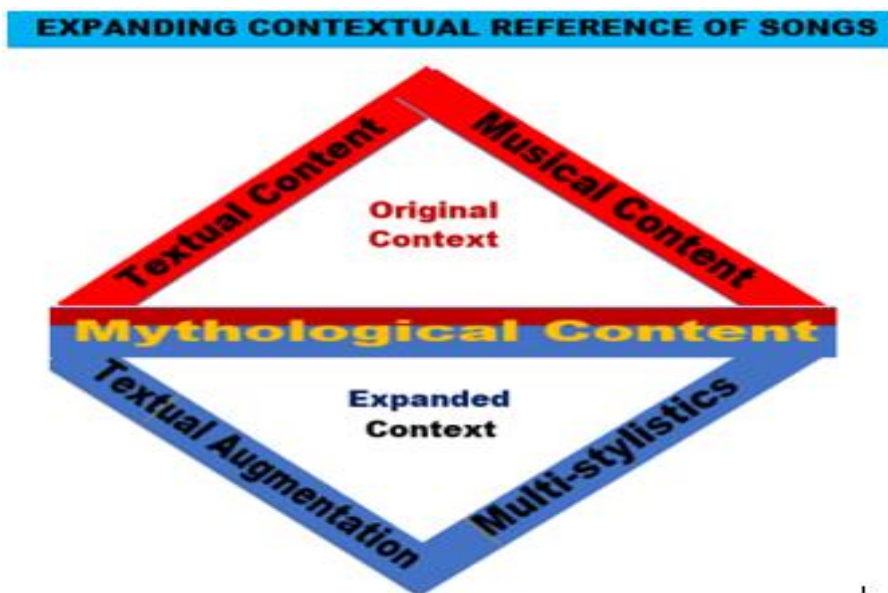 EXPANDING CONTEXTUAL REFERENCE OF SONGS
Textual Content
Musical Content
Original
Context
Mythological Content
Expanded
Context
Textual Augmentation
Multi-stylistics